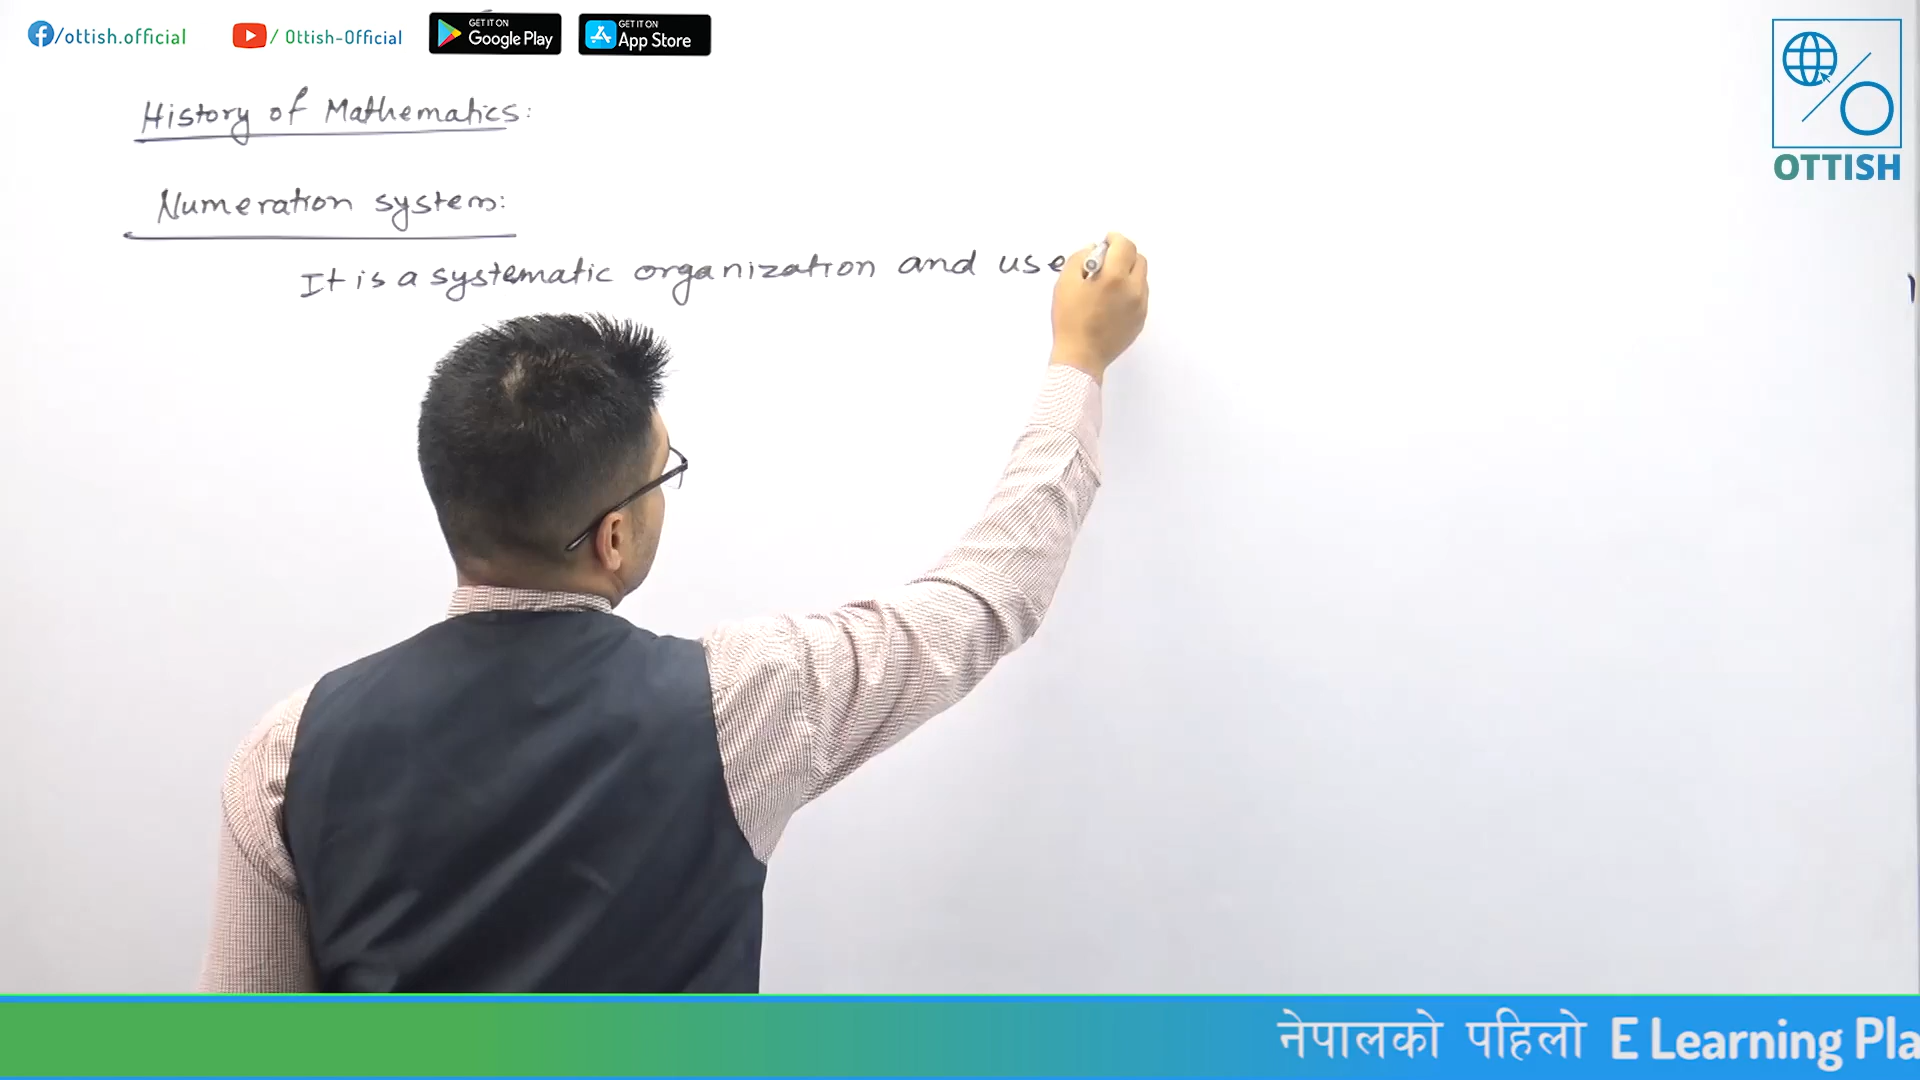 /ottish.official / Ottish-Official GET IT ON Google Play GET IT ON App Store
OTTISH
History of Mathematics:
Numeration system:
It is a systematic organization and use
नेपालको पहिलो E Learning Pla